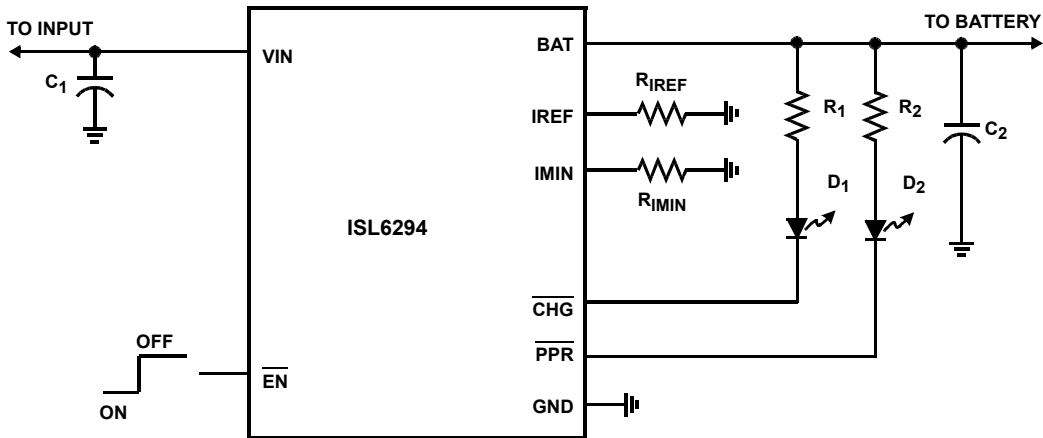 TO INPUT
TO BATTERY
VIN
BAT
C1
RIREF
R1
R2
IREF
C2
IMIN
RIMIN
D1
D2
ISL6294
CHG
OFF
PPR
EN
ON
GND